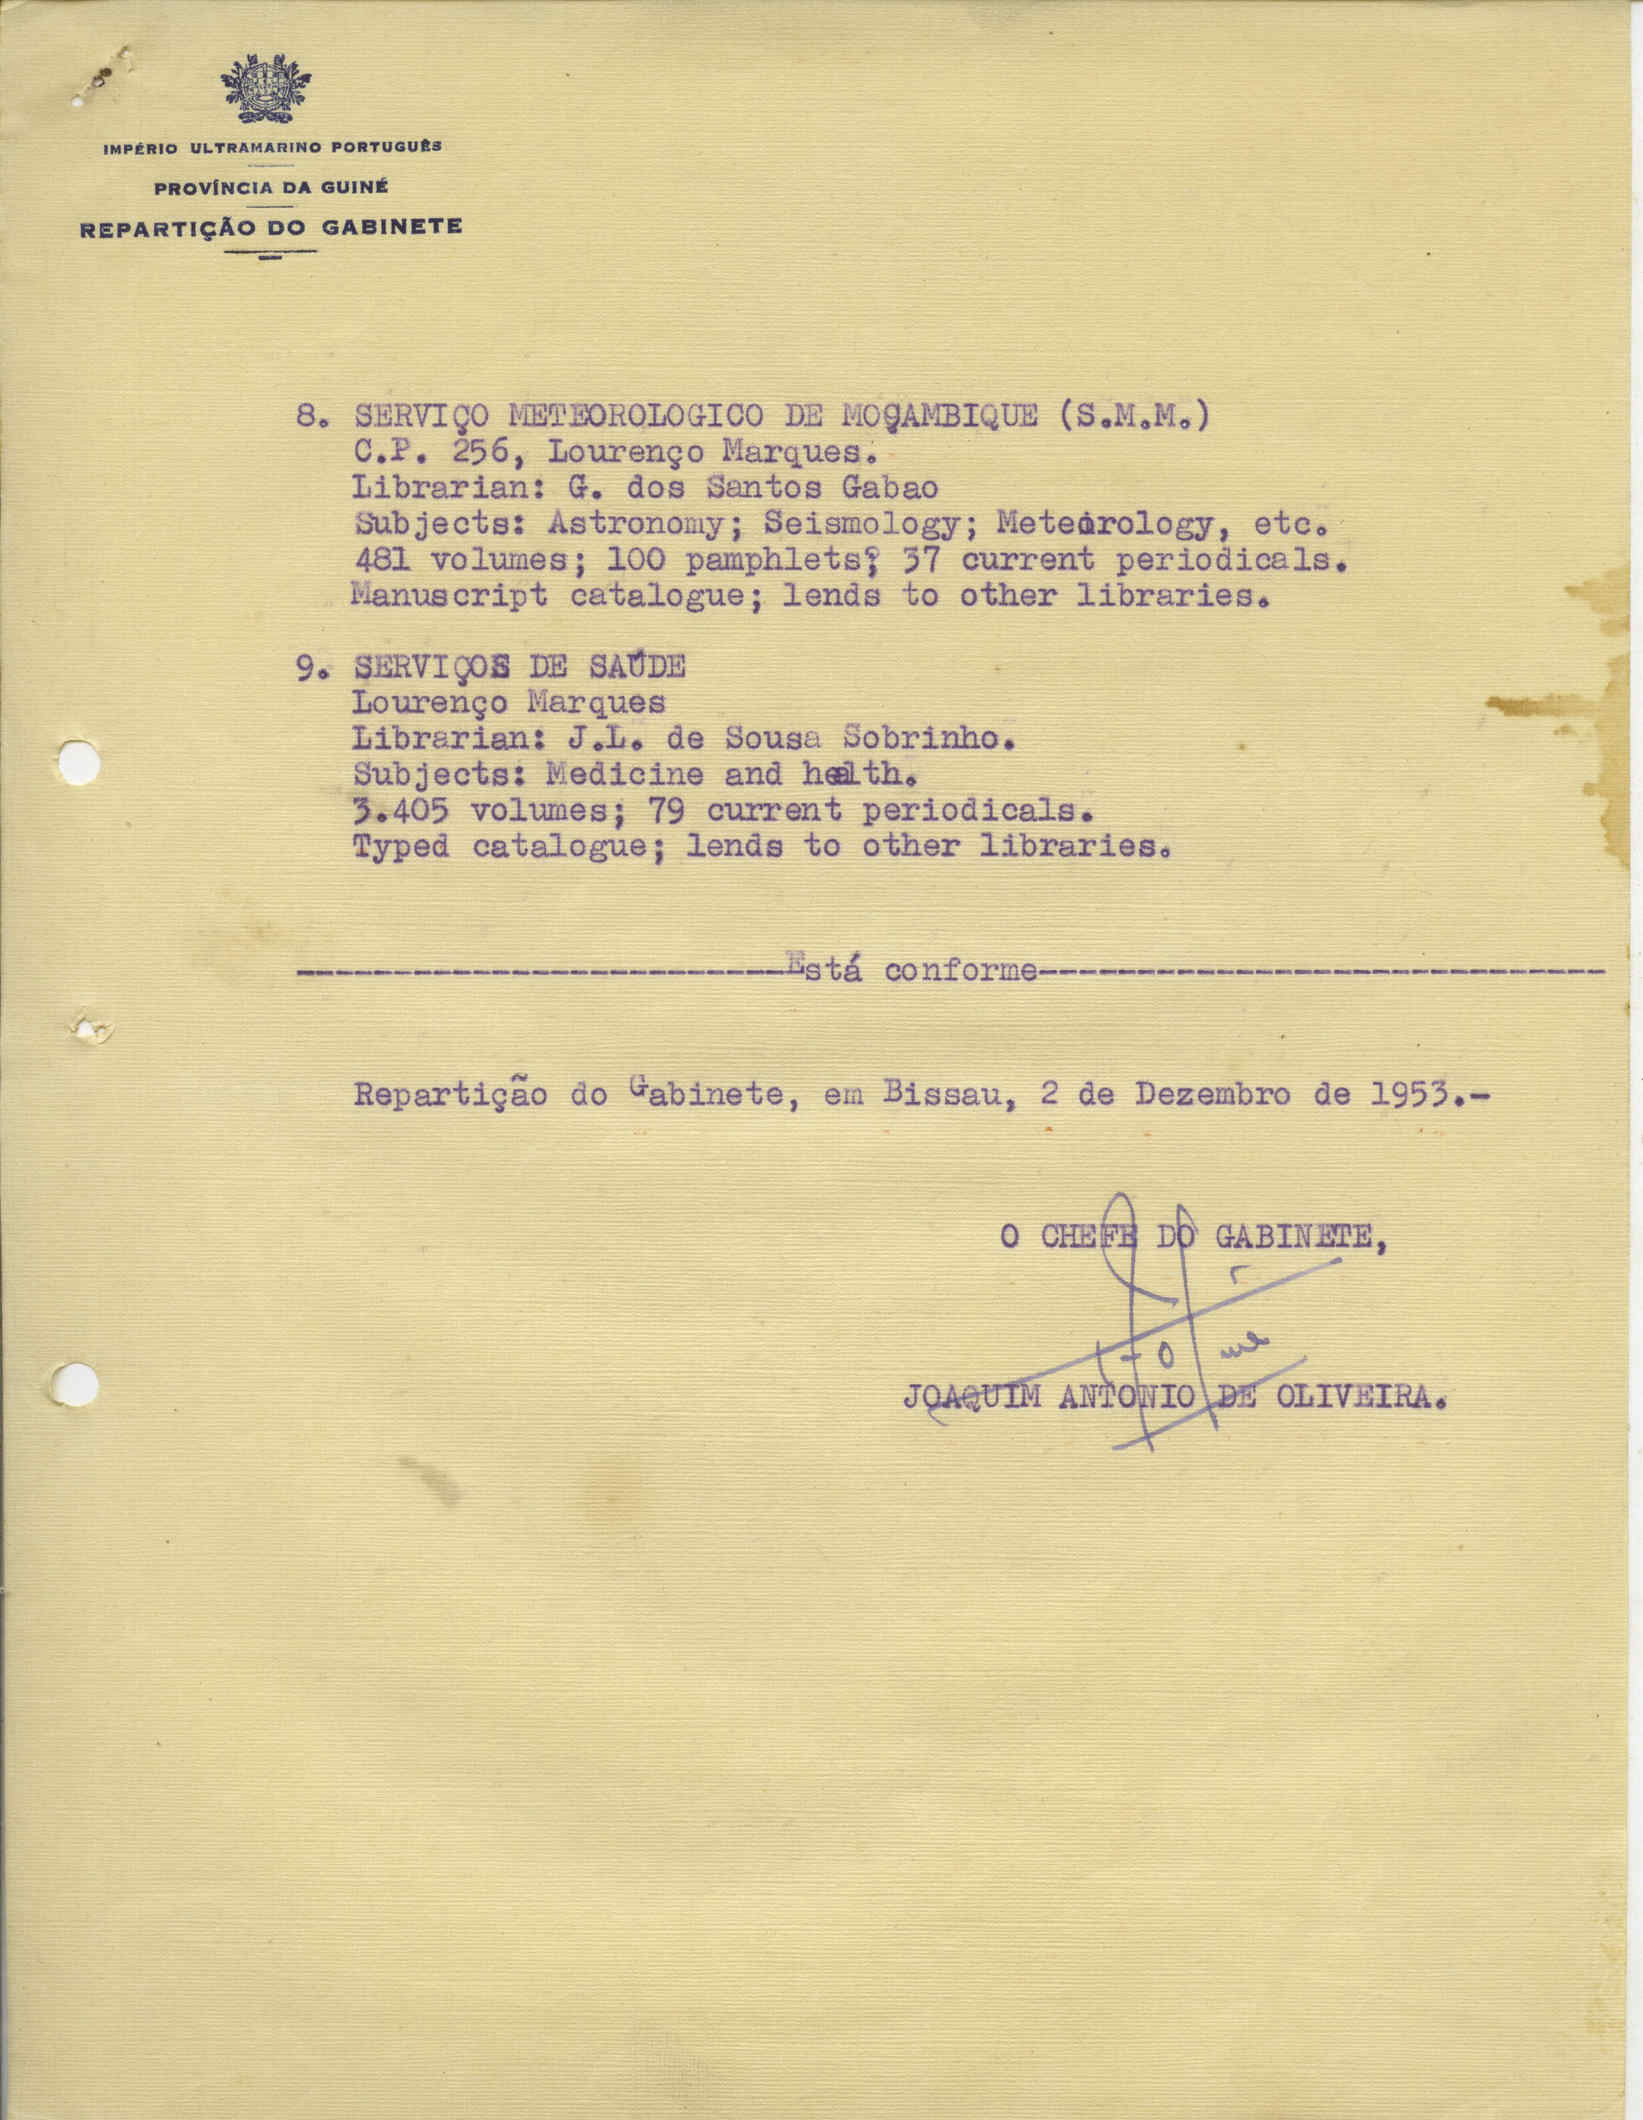 IMPÉRIO ULTRAMARINO PORTUGUÊS
PROVÍNCIA DA GUINÉ
REPARTIÇÃO DO GABINETE
8. SERVIÇO METEOROLOGICO DE MOÇAMBIQUE (S.M.M.)
C.P. 256, Lourenço Marques.
Librarian: G. dos Santos Gabao
Subjects: Astronomy; Seismology; Meteorology, etc.
481 volumes; 100 pamphlets; 37 current periodicals.
Manuscript catalogue; lends to other libraries.
9. SERVIÇOS DE SAÚDE
Lourenço Marques
Librarian: J.L. de Sousa Sobrinho.
Subjects: Medicine and health.
3.405 volumes; 79 current periodicals.
Typed catalogue; lends to other libraries.
-------------------------Está conforme-----------------------------
Repartição do Gabinete, em Bissau, 2 de Dezembro de 1953.-
O CHEFE DO GABINETE,
JOAQUIM ANTONIO DE OLIVEIRA.